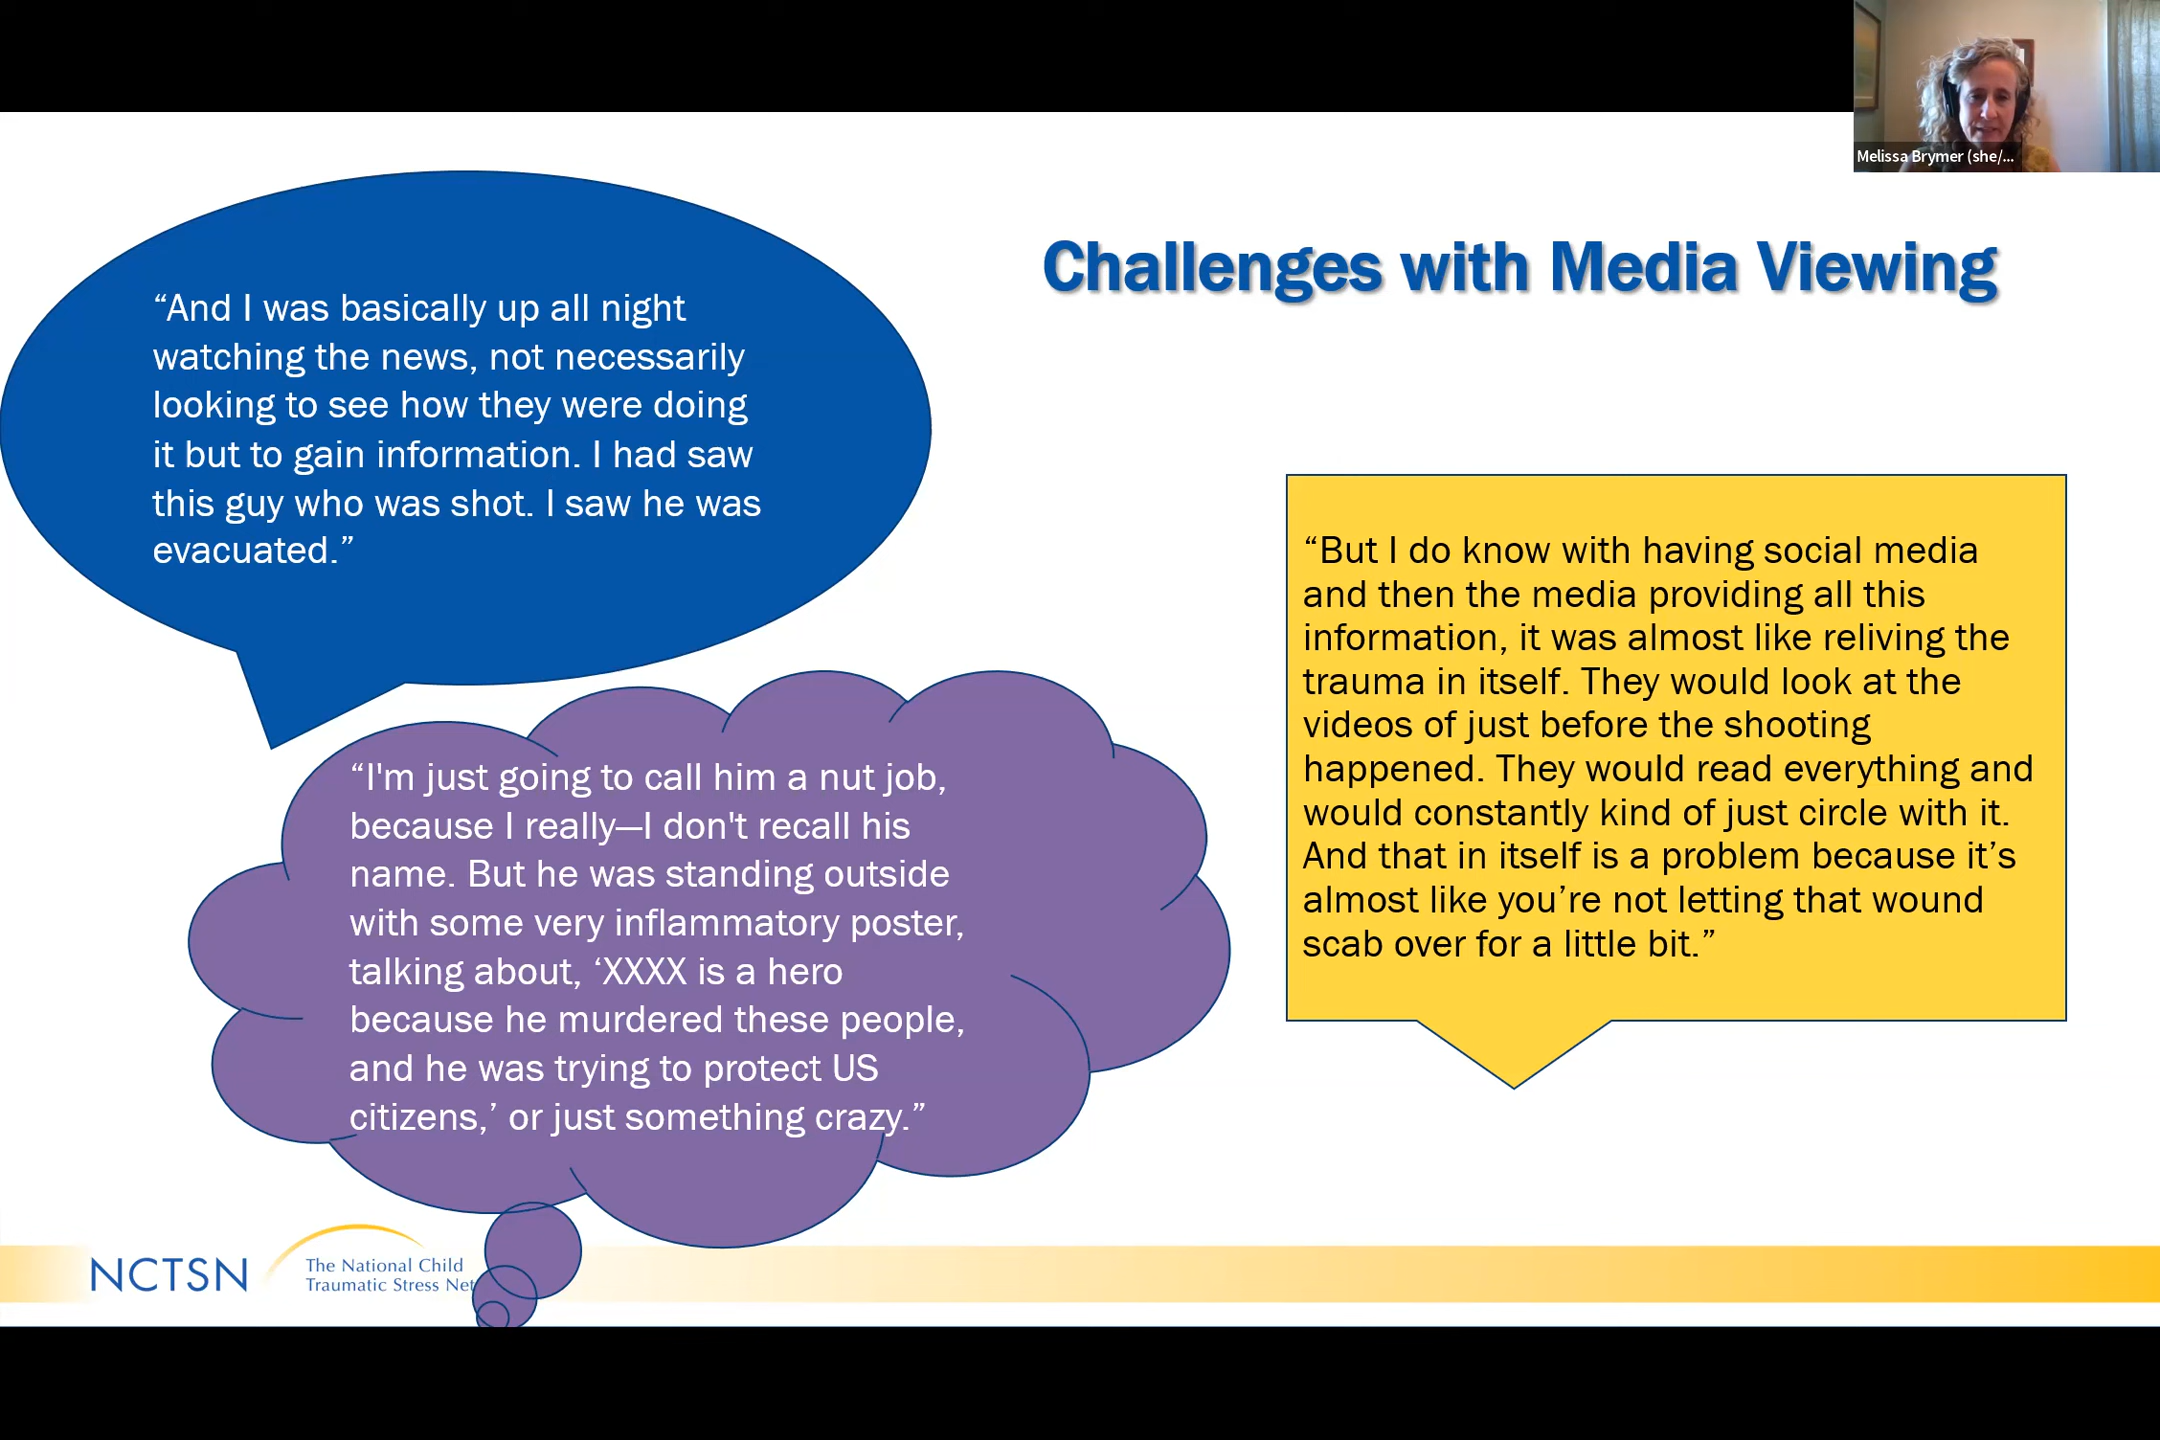 Melissa Brymer (she/...
Challenges with Media Viewing
“And I was basically up all night
watching the news, not necessarily
looking to see how they were doing
it but to gain information. I had saw
this guy who was shot. I saw he was
evacuated.”
“I'm just going to call him a nut job,
because I really—I don't recall his
name. But he was standing outside
with some very inflammatory poster,
talking about, ‘XXXX is a hero
because he murdered these people,
and he was trying to protect US
citizens,’ or just something crazy.”
“But I do know with having social media
and then the media providing all this
information, it was almost like reliving the
trauma in itself. They would look at the
videos of just before the shooting
happened. They would read everything and
would constantly kind of just circle with it.
And that in itself is a problem because it’s
almost like you’re not letting that wound
scab over for a little bit.”
NCTSN
The National Child
Traumatic Stress Net